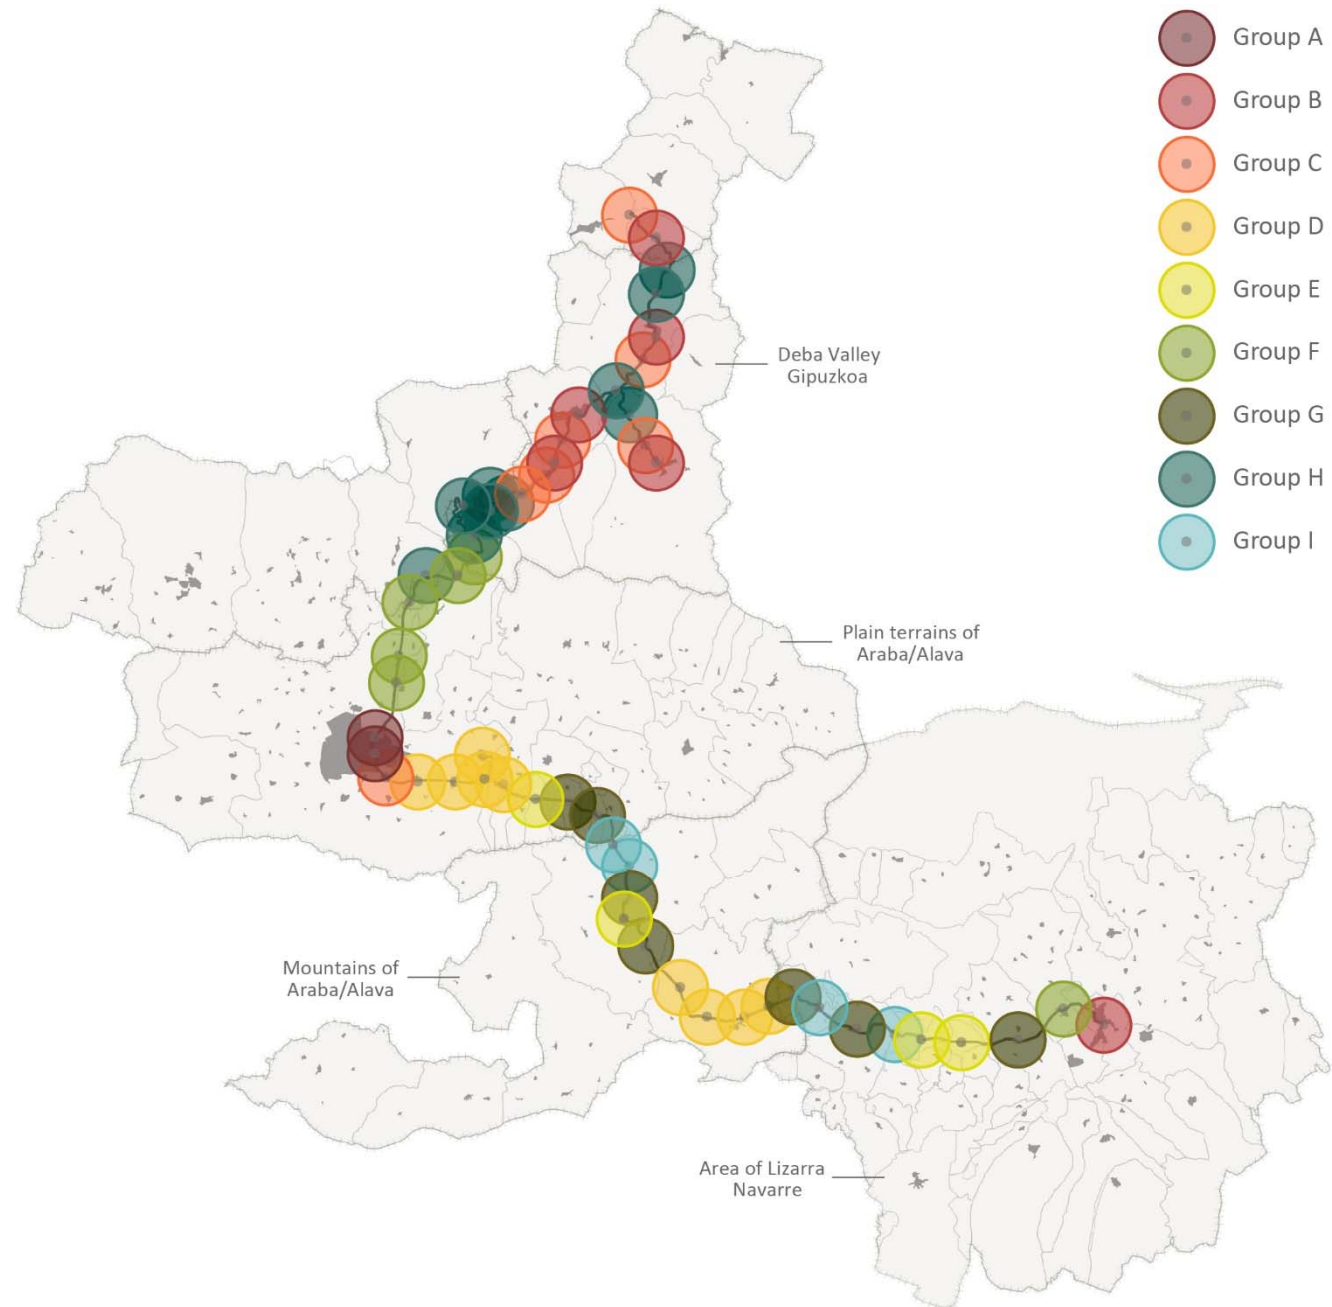 Group A
Group B
Group C
Group D
Group E
Group F
Group G
Group H
Group I
Deba Valley
Gipuzkoa
Plain terrains of
Araba/Alava
Mountains of
Araba/Alava
Area of Lizarra
Navarre